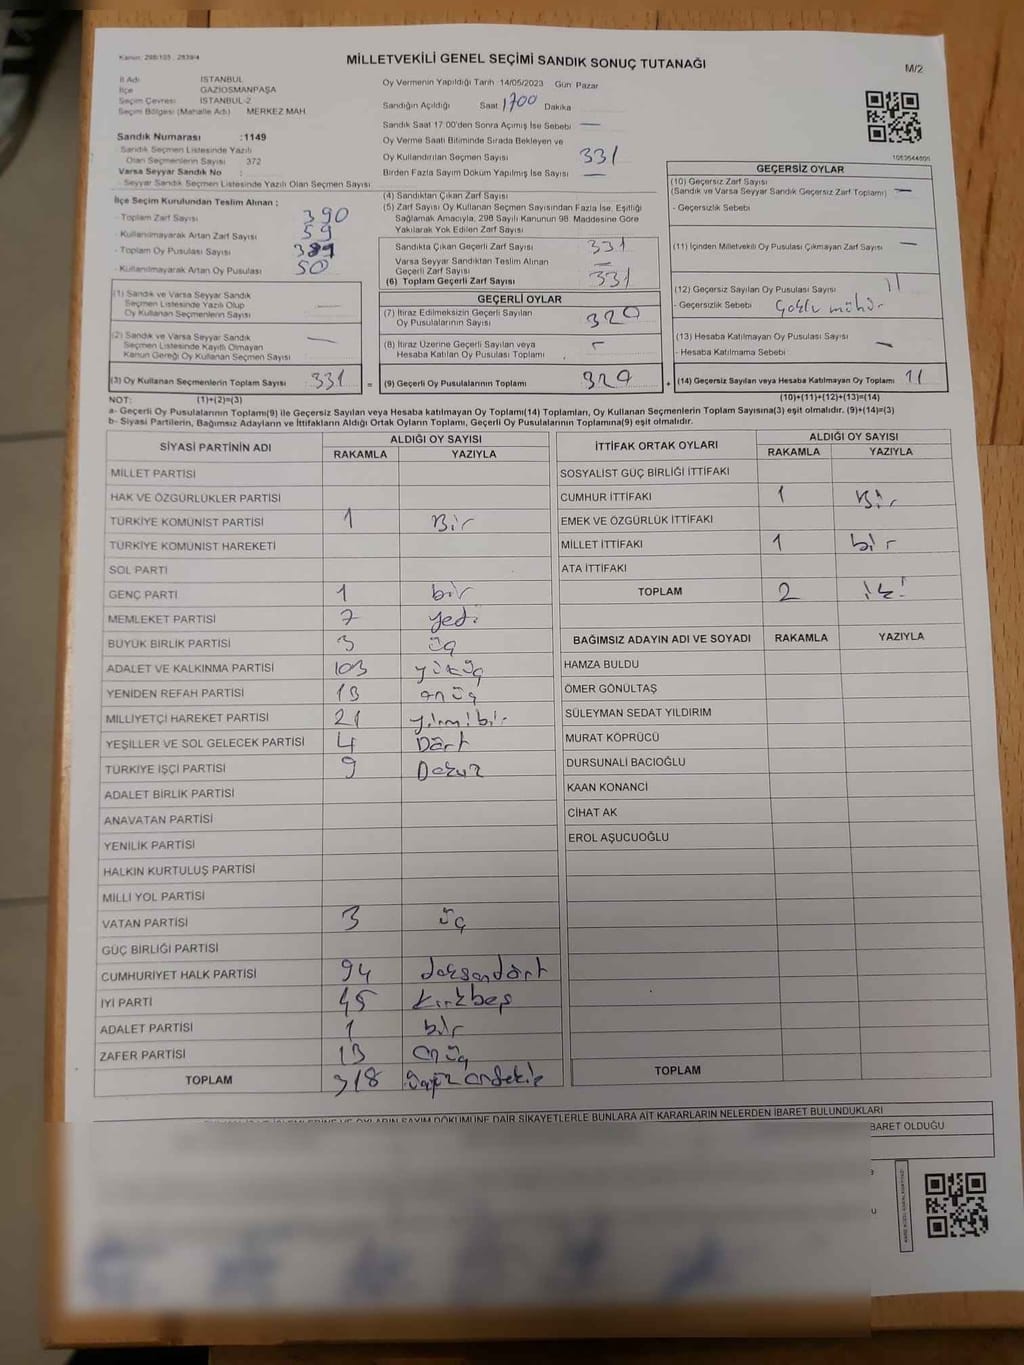 Kanun: 298/105 , 2839/4
MİLLETVEKİLİ GENEL SEÇİMİ SANDIK SONUÇ TUTANAĞI
M/2
İl Adı İSTANBUL
İlçe GAZİOSMANPAŞA
Seçim Çevresi İSTANBUL-2
Seçim Bölgesi (Mahalle Adı) MERKEZ MAH.
Sandık Numarası :1149
Sandık Seçmen Listesinde Yazılı
Olan Seçmenlerin Sayısı 372
Varsa Seyyar Sandık No :
Seyyar Sandık Seçmen Listesinde Yazılı Olan Seçmen Sayısı
Oy Vermenin Yapıldığı Tarih 14/05/2023 Gün Pazar
Sandığın Açıldığı Saat 1700 Dakika
Sandık Saat 17:00'den Sonra Açımış İse Sebebi —
Oy Verme Saati Bitiminde Sırada Bekleyen ve
Oy Kullandırılan Seçmen Sayısı 331
Birden Fazla Sayım Döküm Yapılmış İse Sayısı —
İlçe Seçim Kurulundan Teslim Alınan :
- Toplam Zarf Sayısı 390
- Kullanılmayarak Artan Zarf Sayısı 59
- Toplam Oy Pusulası Sayısı
- Kullanılmayarak Artan Oy Pusulası 50
(4) Sandıktan Çıkan Zarf Sayısı
(5) Zarf Sayısı Oy Kullanan Seçmen Sayısından Fazla İse, Eşitliği
Sağlamak Amacıyla, 298 Sayılı Kanunun 98. Maddesine Göre
Yakılarak Yok Edilen Zarf Sayısı
Sandıkta Çıkan Geçerli Zarf Sayısı 331
Varsa Seyyar Sandıktan Teslim Alınan
Geçerli Zarf Sayısı —
(6) Toplam Geçerli Zarf Sayısı 331
(1) Sandık ve Varsa Seyyar Sandık
Seçmen Listesinde Yazılı Olup
Oy Kullanan Seçmenlerin Sayısı —
(2) Sandık ve Varsa Seyyar Sandık
Seçmen Listesinde Kayıtlı Olmayan
Kanun Gereği Oy Kullanan Seçmen Sayısı —
(3) Oy Kullanan Seçmenlerin Toplam Sayısı 331 =
GEÇERLİ OYLAR
(7) İtiraz Edilmeksizin Geçerli Sayılan
Oy Pusulalarının Sayısı 320
(8) İtiraz Üzerine Geçerli Sayılan veya
Hesaba Katılan Oy Pusulası Toplamı
(9) Geçerli Oy Pusulalarının Toplamı 320 +
1063644800
GEÇERSİZ OYLAR
(10) Geçersiz Zarf Sayısı
(Sandık ve Varsa Seyyar Sandık Geçersiz Zarf Toplamı) —
- Geçersizlik Sebebi
(11) İçinden Milletvekili Oy Pusulası Çıkmayan Zarf Sayısı —
(12) Geçersiz Sayılan Oy Pusulası Sayısı 11
- Geçersizlik Sebebi
(13) Hesaba Katılmayan Oy Pusulası Sayısı —
- Hesaba Katılmama Sebebi
(14) Geçersiz Sayılan veya Hesaba Katılmayan Oy Toplamı 11
NOT: (1)+(2)=(3) (10)+(11)+(12)+(13)=(14)
a- Geçerli Oy Pusulalarının Toplamı(9) ile Geçersiz Sayılan veya Hesaba katılmayan Oy Toplamı(14) Toplamları, Oy Kullanan Seçmenlerin Toplam Sayısına(3) eşit olmalıdır. (9)+(14)=(3)
b- Siyasi Partilerin, Bağımsız Adayların ve İttifakların Aldığı Ortak Oyların Toplamı, Geçerli Oy Pusulalarının Toplamına(9) eşit olmalıdır.
SİYASİ PARTİNİN ADI ALDIĞI OY SAYISI
RAKAMLA YAZIYLA
MİLLET PARTİSİ
HAK VE ÖZGÜRLÜKLER PARTİSİ
TÜRKİYE KOMÜNİST PARTİSİ 1 Bir
TÜRKİYE KOMÜNİST HAREKETİ
SOL PARTİ
GENÇ PARTİ 1 bir
MEMLEKET PARTİSİ 7 yedi
BÜYÜK BİRLİK PARTİSİ 3 üç
ADALET VE KALKINMA PARTİSİ 103 yüzüç
YENİDEN REFAH PARTİSİ 13 onüç
MİLLİYETÇİ HAREKET PARTİSİ 21 yirmibir
YEŞİLLER VE SOL GELECEK PARTİSİ 4 Dört
TÜRKİYE İŞÇİ PARTİSİ 9 Dokuz
ADALET BİRLİK PARTİSİ
ANAVATAN PARTİSİ
YENİLİK PARTİSİ
HALKIN KURTULUŞ PARTİSİ
MİLLİ YOL PARTİSİ
VATAN PARTİSİ 3 üç
GÜÇ BİRLİĞİ PARTİSİ
CUMHURİYET HALK PARTİSİ 94 doksandört
İYİ PARTİ 45 Kırkbeş
ADALET PARTİSİ 1 bir
ZAFER PARTİSİ 13 onüç
TOPLAM 318 üçyüz onsekiz
İTTİFAK ORTAK OYLARI ALDIĞI OY SAYISI
RAKAMLA YAZIYLA
SOSYALİST GÜÇ BİRLİĞİ İTTİFAKI
CUMHUR İTTİFAKI 1 Bir
EMEK VE ÖZGÜRLÜK İTTİFAKI
MİLLET İTTİFAKI 1 bir
ATA İTTİFAKI
TOPLAM 2 iki
BAĞIMSIZ ADAYIN ADI VE SOYADI RAKAMLA YAZIYLA
HAMZA BULDU
ÖMER GÖNÜLTAŞ
SÜLEYMAN SEDAT YILDIRIM
MURAT KÖPRÜCÜ
DURSUNALİ BACIOĞLU
KAAN KONANCİ
CİHAT AK
EROL AŞUCUOĞLU
TOPLAM
OYLARIN SAYIM DÖKÜMÜNE DAİR ŞİKAYETLERLE BUNLARA AİT KARARLARIN NELERDEN İBARET BULUNDUKLARI
BARET OLDUĞU